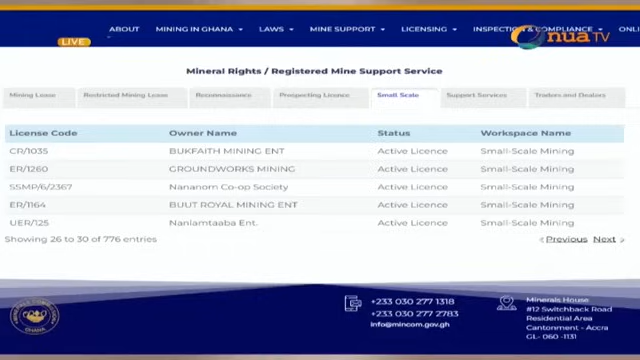 ABOUT MINING IN GHANA LAWS MINE SUPPORT LICENSING INSPECTION & COMPLIANCE ONLI
LIVE
nua TV
Mineral Rights / Registered Mine Support Service
Mining Lease Restricted Mining Lease Reconnaissance Prospecting Licence Small Scale Support Services Traders and Dealers
License Code Owner Name Status Workspace Name
CR/1035 BUKFAITH MINING ENT Active Licence Small-Scale Mining
ER/1260 GROUNDWORKS MINING Active Licence Small-Scale Mining
SSMP/6/2367 Nananom Co-op Society Active Licence Small-Scale Mining
ER/1164 BUUT ROYAL MINING ENT Active Licence Small-Scale Mining
UER/125 Nanlamtaaba Ent. Active Licence Small-Scale Mining
Showing 26 to 30 of 776 entries ‹ Previous Next ›
+233 030 277 1318
+233 030 277 2783
info@mincom.gov.gh
Minerals House
#12 Switchback Road
Residential Area
Cantonment - Accra
GL- 060 -1131
GHANA